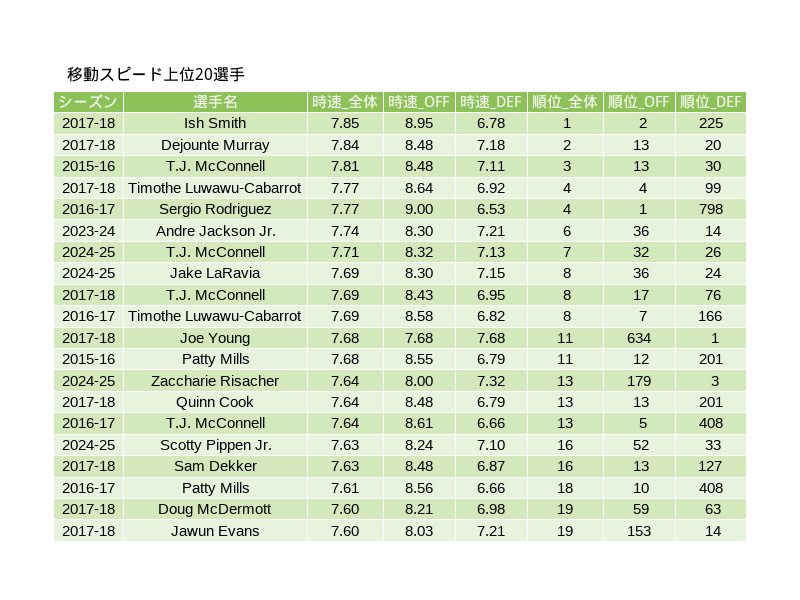 移動スピード上位20選手
シーズン 選手名 時速_全体 時速_OFF 時速_DEF 順位_全体 順位_OFF 順位_DEF
2017-18 Ish Smith 7.85 8.95 6.78 1 2 225
2017-18 Dejounte Murray 7.84 8.48 7.18 2 13 20
2015-16 T.J. McConnell 7.81 8.48 7.11 3 13 30
2017-18 Timothe Luwawu-Cabarrot 7.77 8.64 6.92 4 4 99
2016-17 Sergio Rodriguez 7.77 9.00 6.53 4 1 798
2023-24 Andre Jackson Jr. 7.74 8.30 7.21 6 36 14
2024-25 T.J. McConnell 7.71 8.32 7.13 7 32 26
2024-25 Jake LaRavia 7.69 8.30 7.15 8 36 24
2017-18 T.J. McConnell 7.69 8.43 6.95 8 17 76
2016-17 Timothe Luwawu-Cabarrot 7.69 8.58 6.82 8 7 166
2017-18 Joe Young 7.68 7.68 7.68 11 634 1
2015-16 Patty Mills 7.68 8.55 6.79 11 12 201
2024-25 Zaccharie Risacher 7.64 8.00 7.32 13 179 3
2017-18 Quinn Cook 7.64 8.48 6.79 13 13 201
2016-17 T.J. McConnell 7.64 8.61 6.66 13 5 408
2024-25 Scotty Pippen Jr. 7.63 8.24 7.10 16 52 33
2017-18 Sam Dekker 7.63 8.48 6.87 16 13 127
2016-17 Patty Mills 7.61 8.56 6.66 18 10 408
2017-18 Doug McDermott 7.60 8.21 6.98 19 59 63
2017-18 Jawun Evans 7.60 8.03 7.21 19 153 14